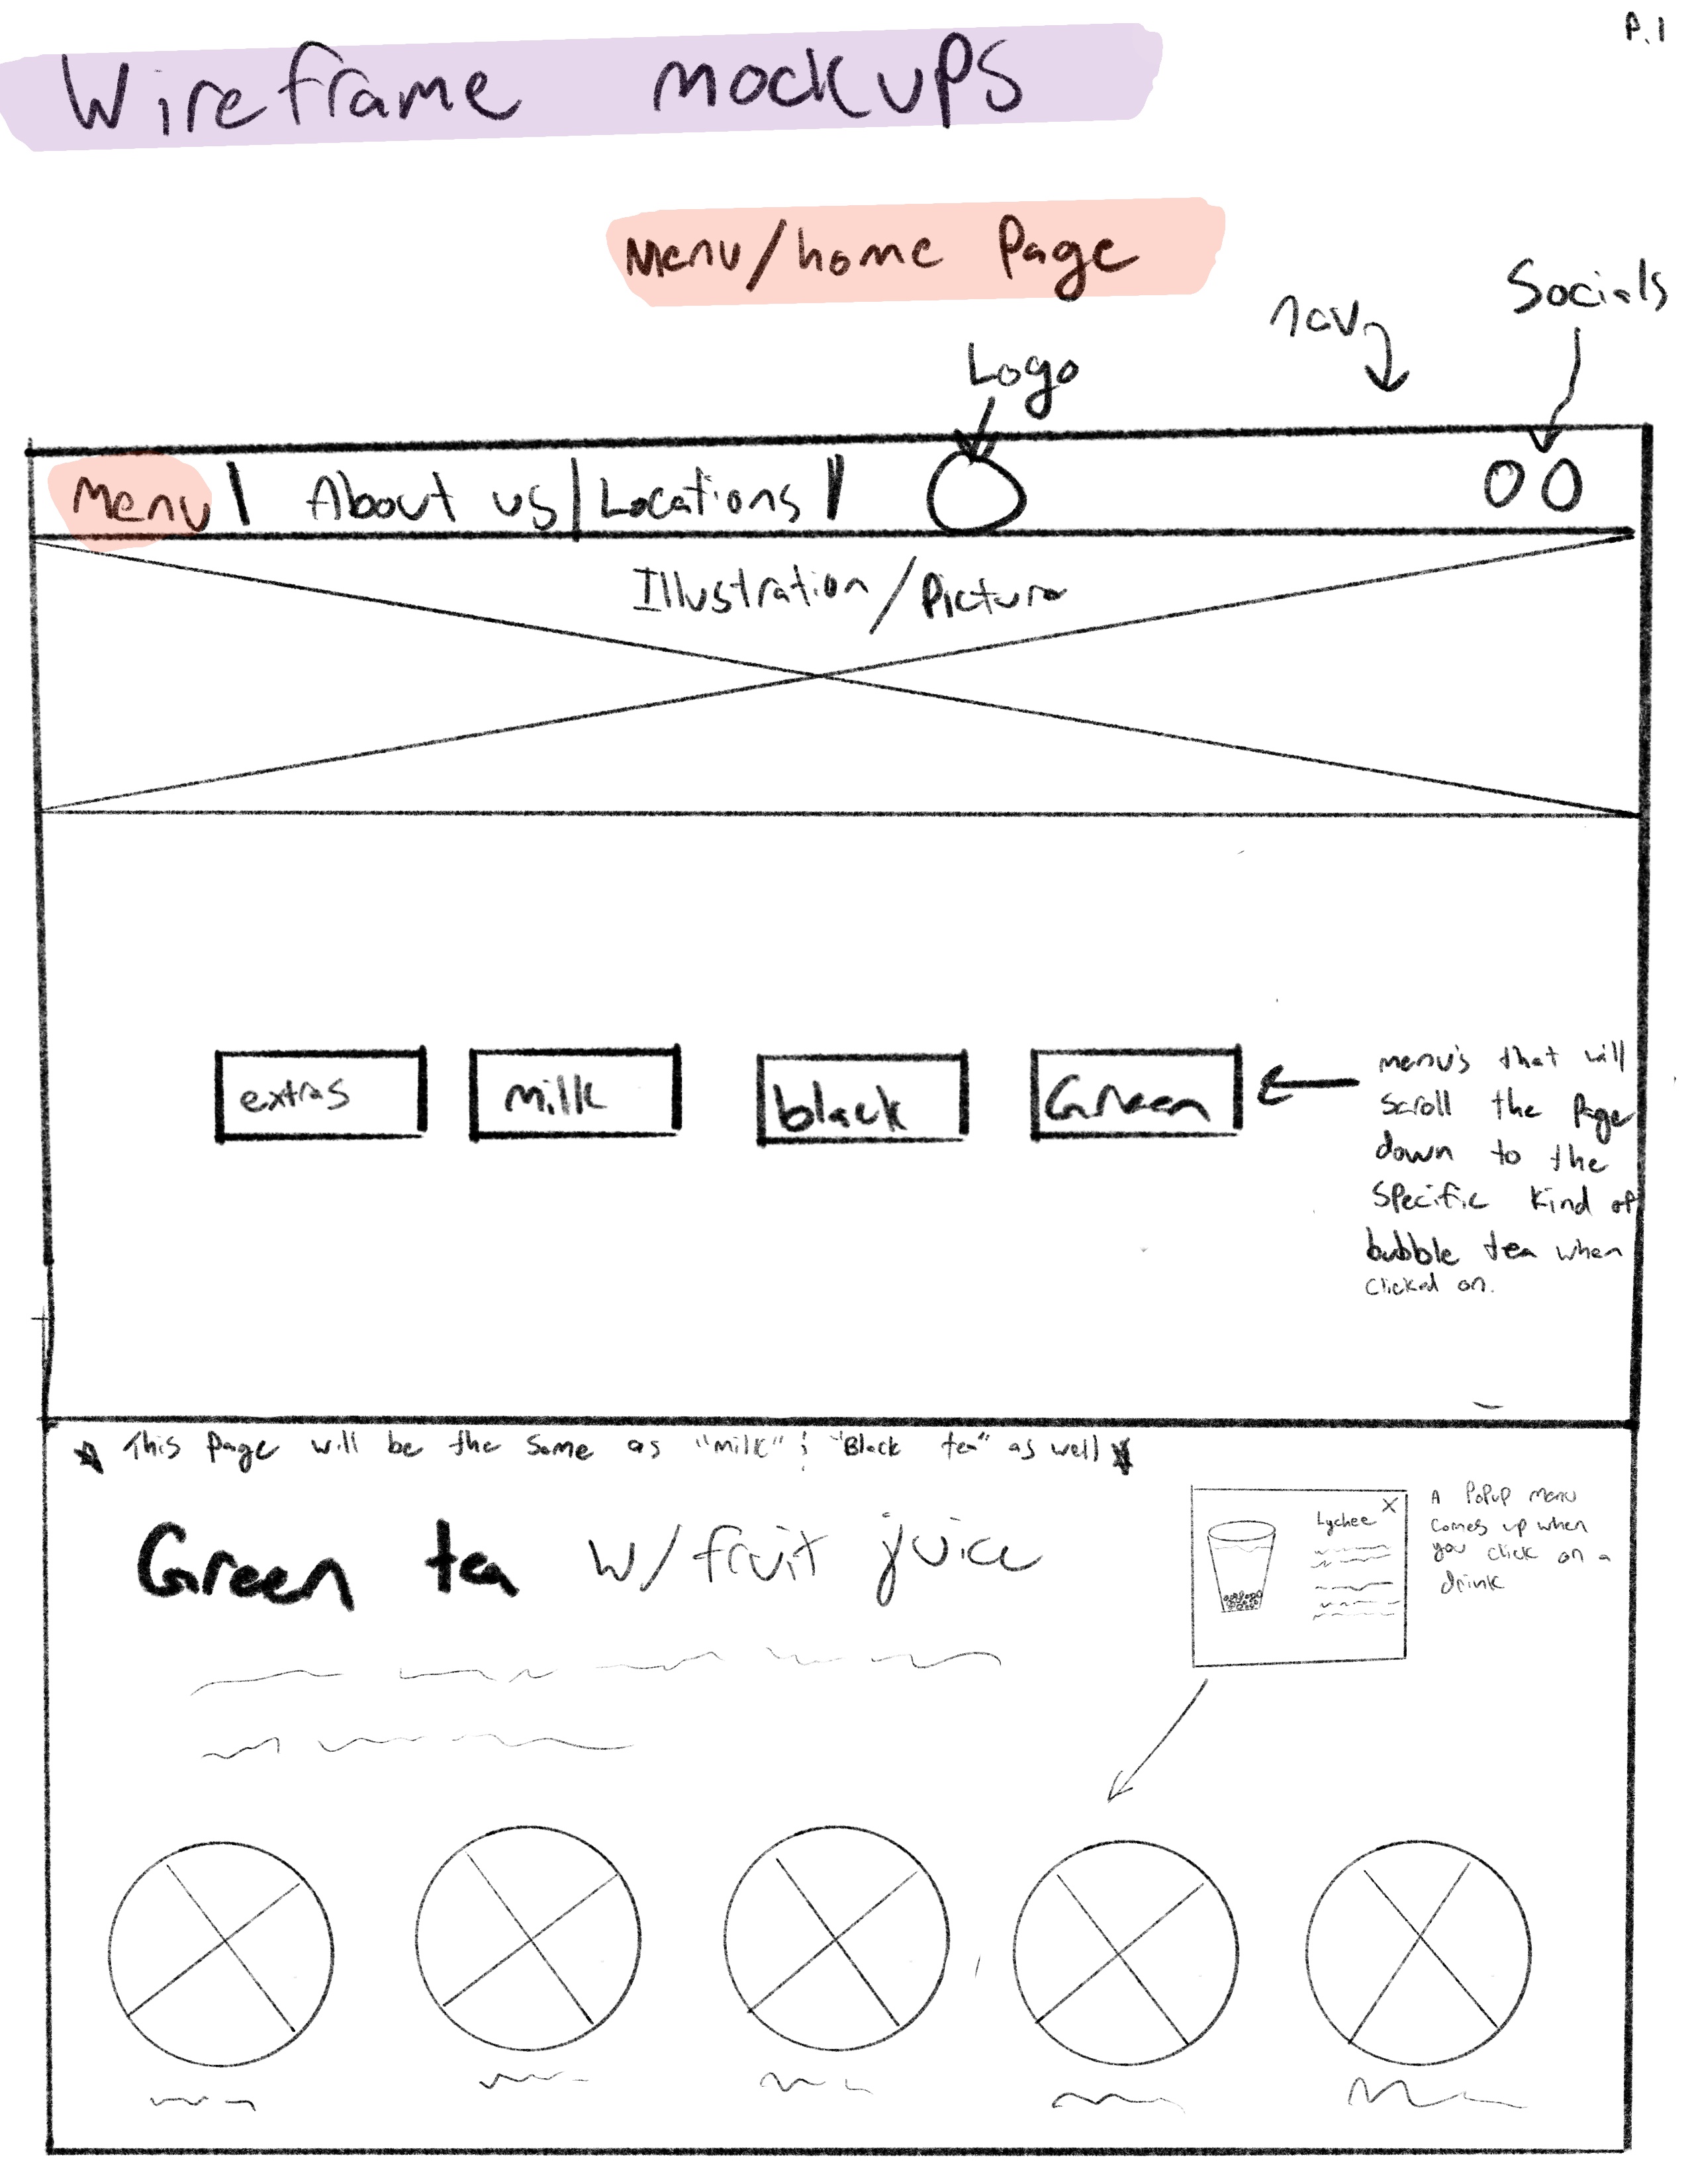 P.1
Wireframe mockups
Menu/home Page
Socials
nav
Logo
Menu | About us | Locations
Illustration/Picture
extras
milk
black
Green
menu's that will
scroll the page
down to the
specific kind of
bubble tea when
clicked on.
This page will be the same as "milk" & "Black tea" as well
Green tea w/ fruit juice
Lychee
X
A Popup menu
comes up when
you click on a
drink